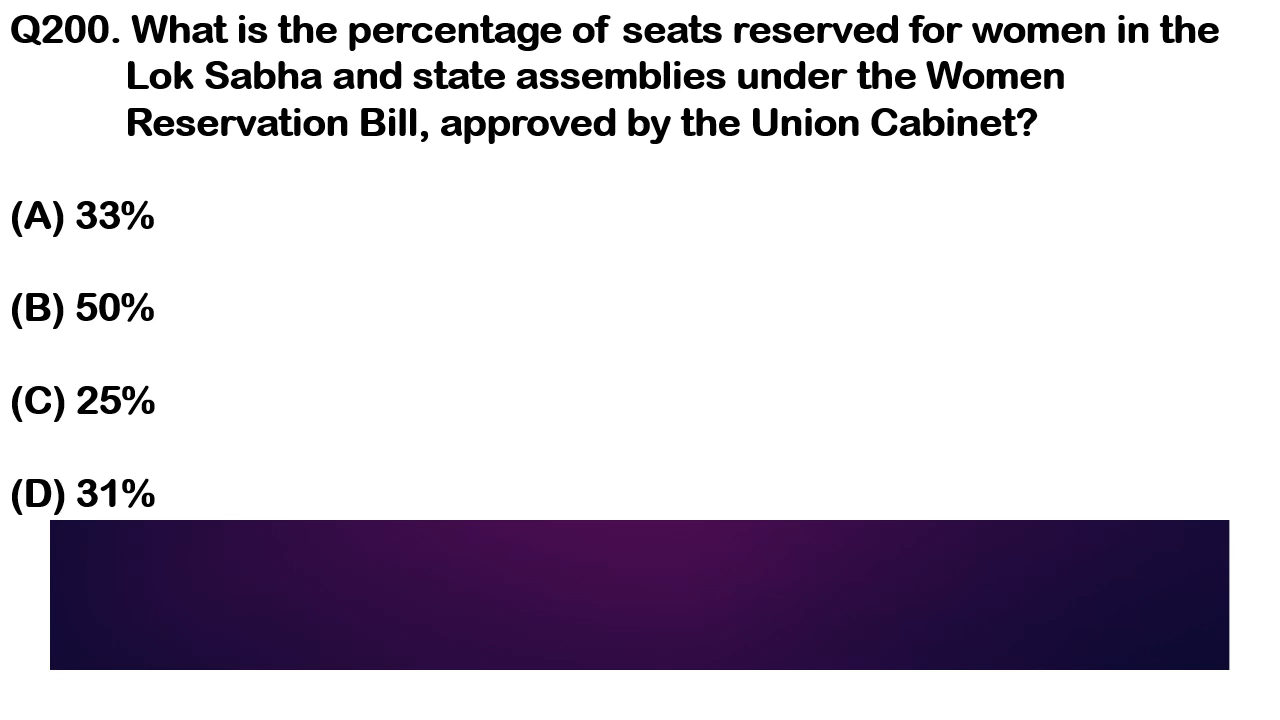 Q200. What is the percentage of seats reserved for women in the
Lok Sabha and state assemblies under the Women
Reservation Bill, approved by the Union Cabinet?
(A) 33%
(B) 50%
(C) 25%
(D) 31%